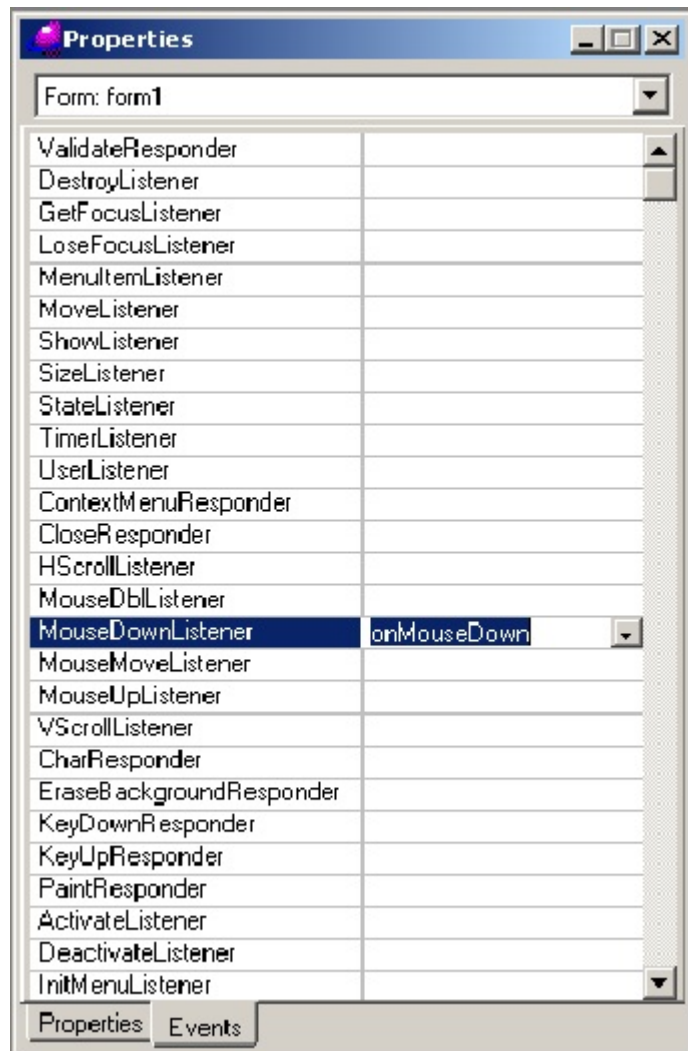 Properties
Form: form1
ValidateResponder
DestroyListener
GetFocusListener
LoseFocusListener
MenuItemListener
MoveListener
ShowListener
SizeListener
StateListener
TimerListener
UserListener
ContextMenuResponder
CloseResponder
HScrollListener
MouseDblListener
MouseDownListener onMouseDown
MouseMoveListener
MouseUpListener
VScrollListener
CharResponder
EraseBackgroundResponder
KeyDownResponder
KeyUpResponder
PaintResponder
ActivateListener
DeactivateListener
InitMenuListener
Properties Events